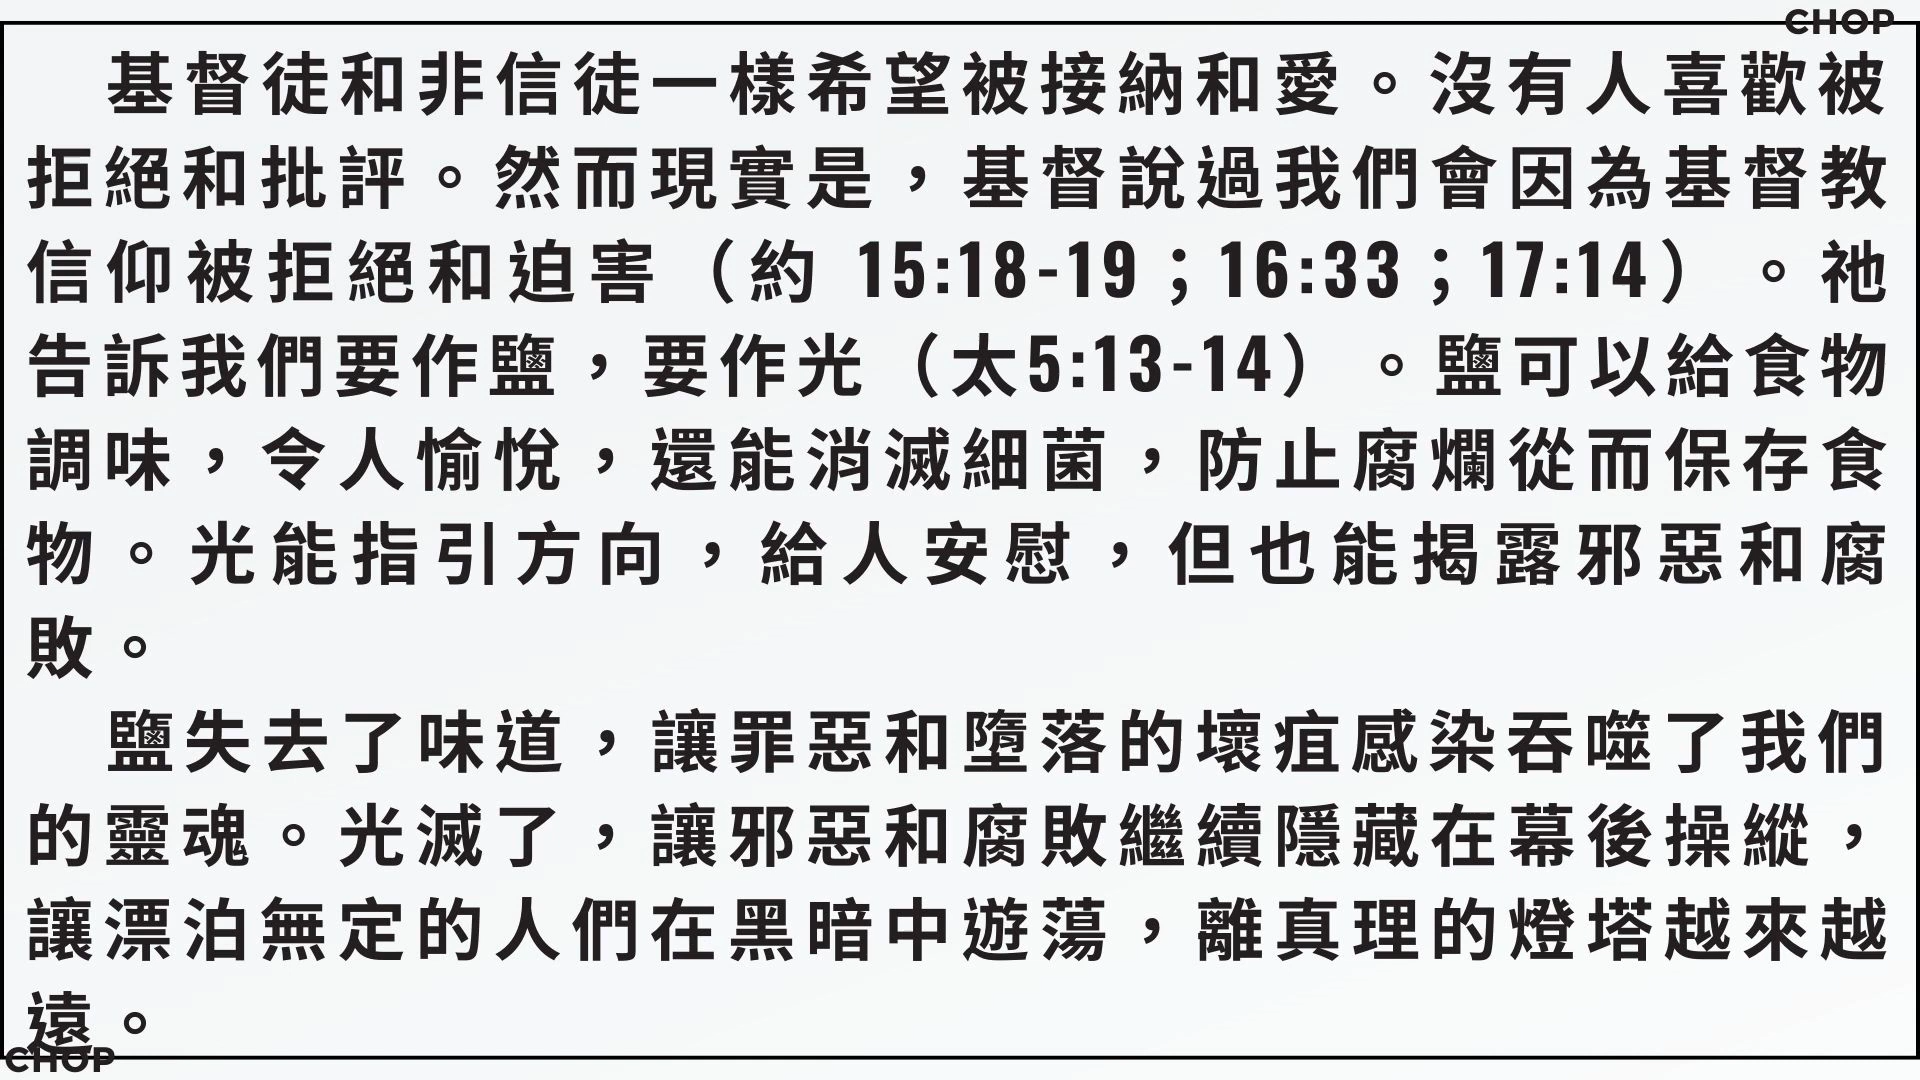 CHOP
基督徒和非信徒一樣希望被接納和愛。沒有人喜歡被
拒絕和批評。然而現實是，基督說過我們會因為基督教
信仰被拒絕和迫害（約 15:18-19；16:33；17:14）。祂
告訴我們要作鹽，要作光（太5:13-14）。鹽可以給食物
調味，令人愉悅，還能消滅細菌，防止腐爛從而保存食
物。光能指引方向，給人安慰，但也能揭露邪惡和腐
敗。
鹽失去了味道，讓罪惡和墮落的壞疽感染吞噬了我們
的靈魂。光滅了，讓邪惡和腐敗繼續隱藏在幕後操縱，
讓漂泊無定的人們在黑暗中遊蕩，離真理的燈塔越來越
遠。
CHOP